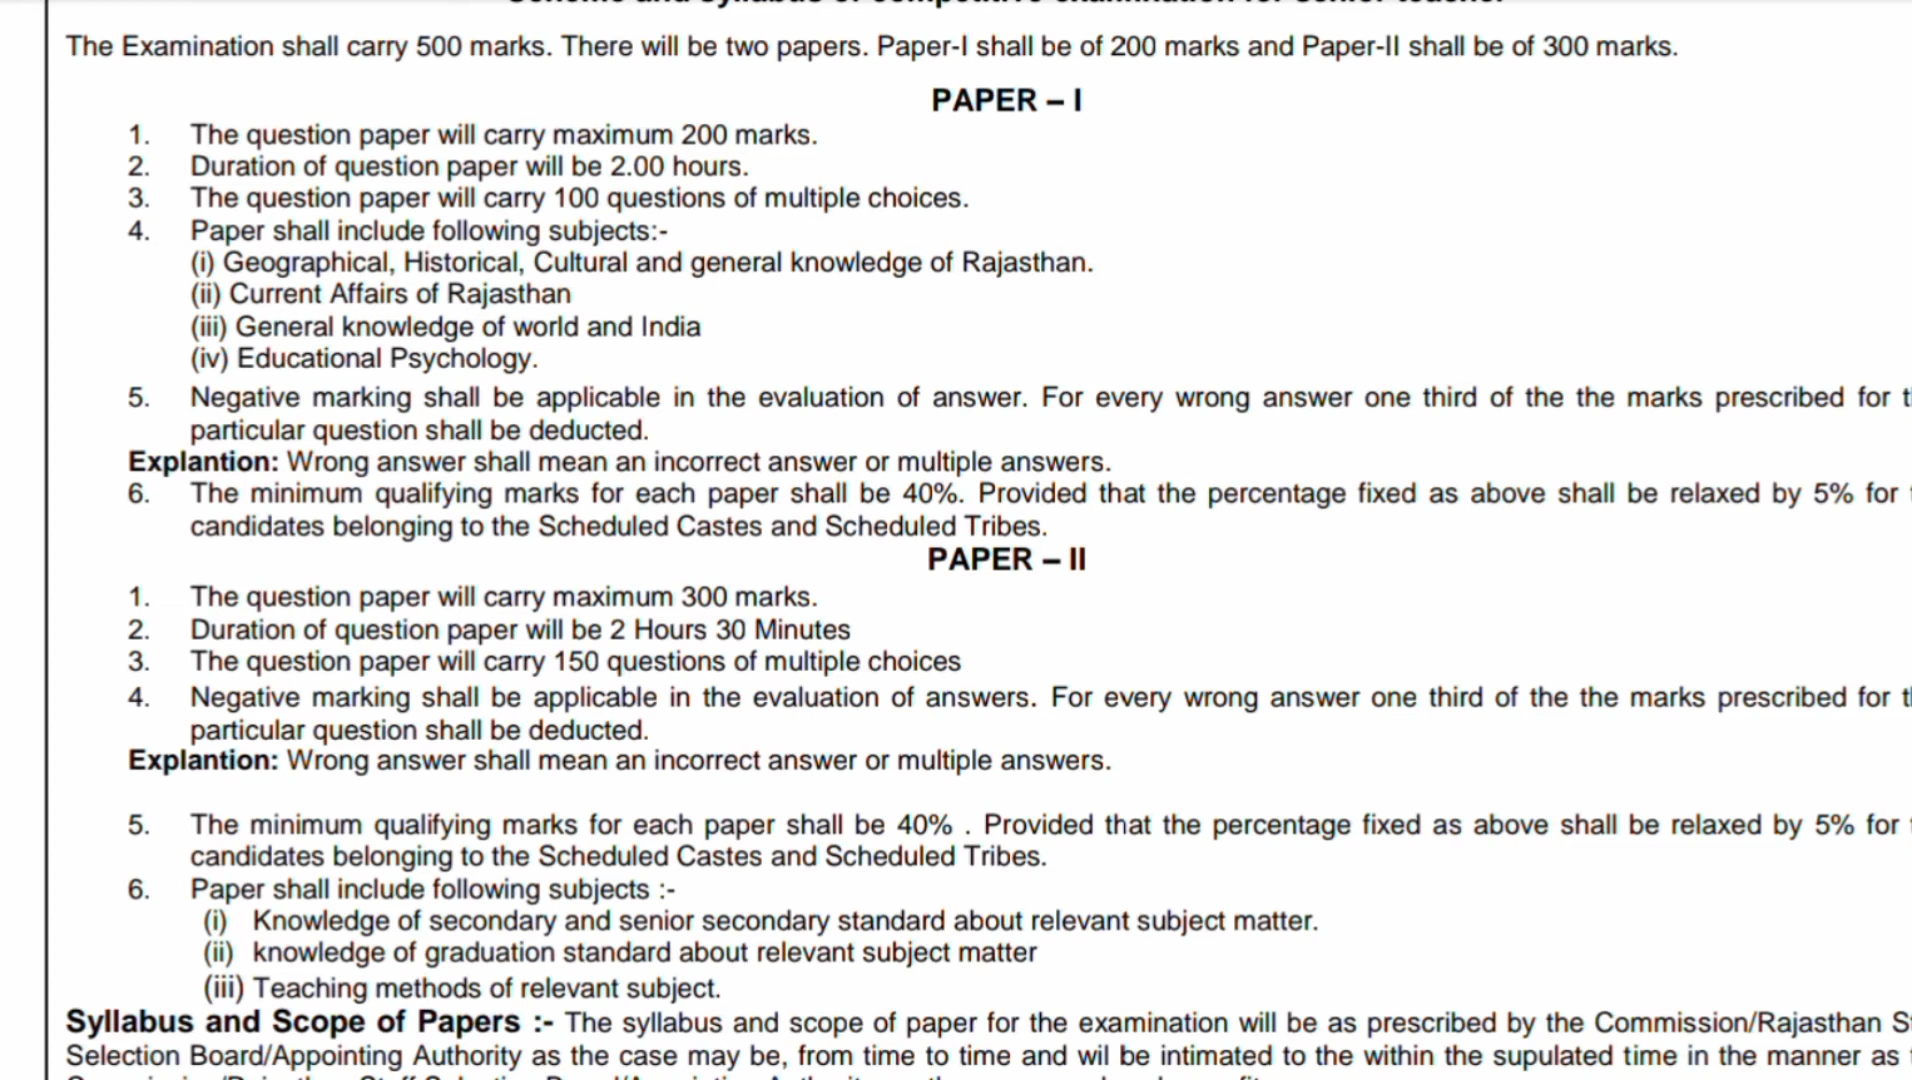 Scheme and Syllabus of competitive examination for senior teacher
The Examination shall carry 500 marks. There will be two papers. Paper-I shall be of 200 marks and Paper-II shall be of 300 marks.
PAPER – I
1. The question paper will carry maximum 200 marks.
2. Duration of question paper will be 2.00 hours.
3. The question paper will carry 100 questions of multiple choices.
4. Paper shall include following subjects:-
(i) Geographical, Historical, Cultural and general knowledge of Rajasthan.
(ii) Current Affairs of Rajasthan
(iii) General knowledge of world and India
(iv) Educational Psychology.
5. Negative marking shall be applicable in the evaluation of answer. For every wrong answer one third of the the marks prescribed for
particular question shall be deducted.
Explantion: Wrong answer shall mean an incorrect answer or multiple answers.
6. The minimum qualifying marks for each paper shall be 40%. Provided that the percentage fixed as above shall be relaxed by 5% for
candidates belonging to the Scheduled Castes and Scheduled Tribes.
PAPER – II
1. The question paper will carry maximum 300 marks.
2. Duration of question paper will be 2 Hours 30 Minutes
3. The question paper will carry 150 questions of multiple choices
4. Negative marking shall be applicable in the evaluation of answers. For every wrong answer one third of the the marks prescribed for
particular question shall be deducted.
Explantion: Wrong answer shall mean an incorrect answer or multiple answers.
5. The minimum qualifying marks for each paper shall be 40% . Provided that the percentage fixed as above shall be relaxed by 5% for
candidates belonging to the Scheduled Castes and Scheduled Tribes.
6. Paper shall include following subjects :-
(i) Knowledge of secondary and senior secondary standard about relevant subject matter.
(ii) knowledge of graduation standard about relevant subject matter
(iii) Teaching methods of relevant subject.
Syllabus and Scope of Papers :- The syllabus and scope of paper for the examination will be as prescribed by the Commission/Rajasthan
Selection Board/Appointing Authority as the case may be, from time to time and wil be intimated to the within the supulated time in the manner as